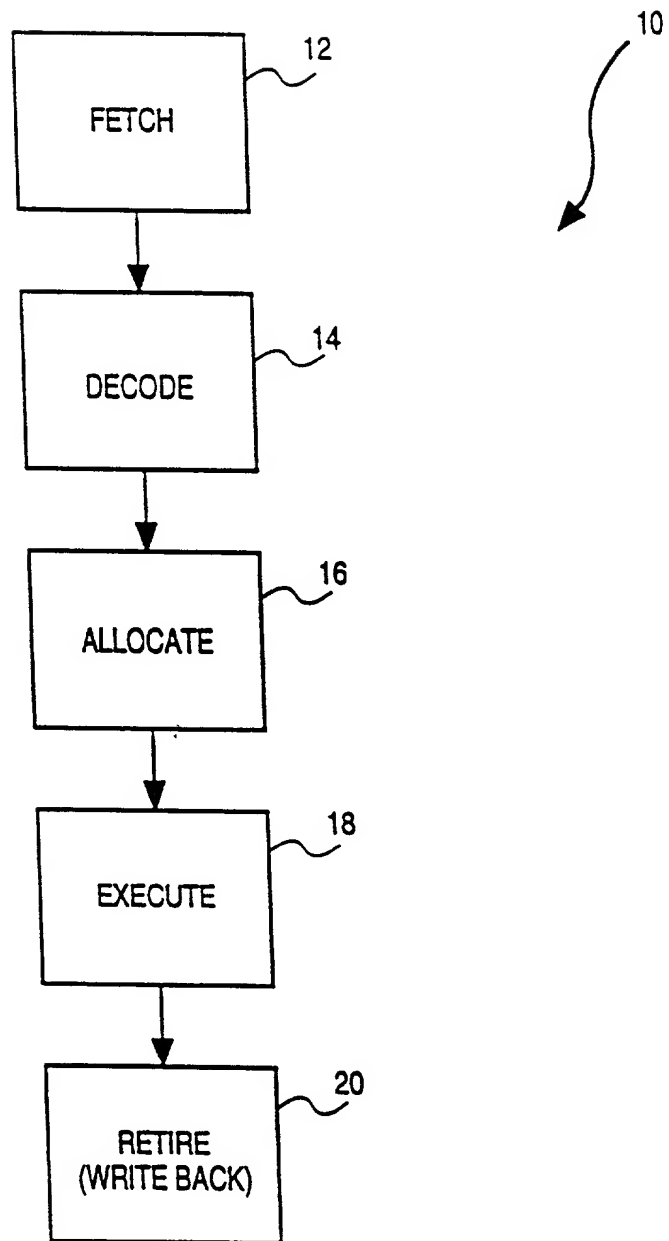 10
12
FETCH
14
DECODE
16
ALLOCATE
18
EXECUTE
20
RETIRE
(WRITE BACK)